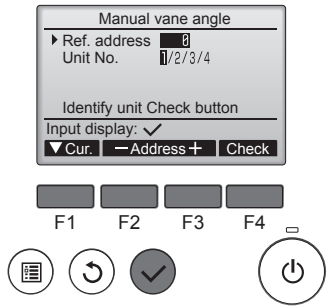 Manual vane angle
Ref. address 0
Unit No. 1/2/3/4
Identify unit Check button
Input display: ✓
▼Cur. −Address+ Check
F1 F2 F3 F4